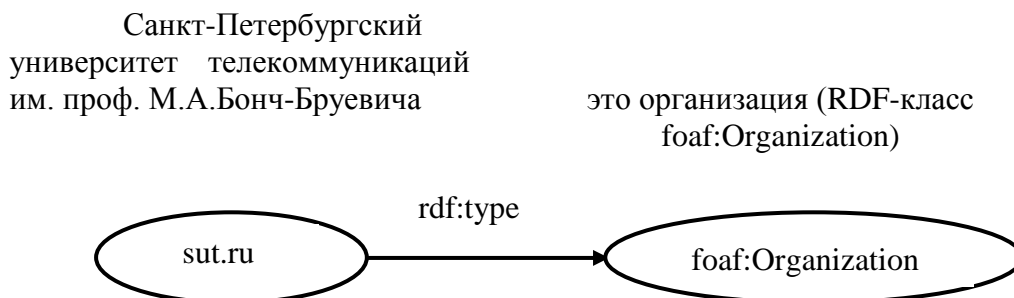 Санкт-Петербургский
университет телекоммуникаций
им. проф. М.А.Бонч-Бруевича
это организация (RDF-класс
foaf:Organization)
rdf:type
sut.ru
foaf:Organization